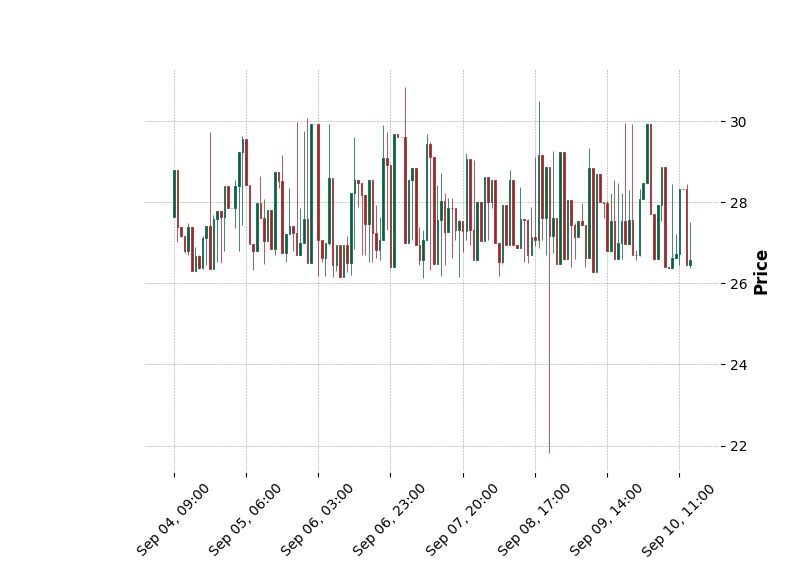 30
28
26
24
22
Price
Sep 04, 09:00
Sep 05, 06:00
Sep 06, 03:00
Sep 06, 23:00
Sep 07, 20:00
Sep 08, 17:00
Sep 09, 14:00
Sep 10, 11:00